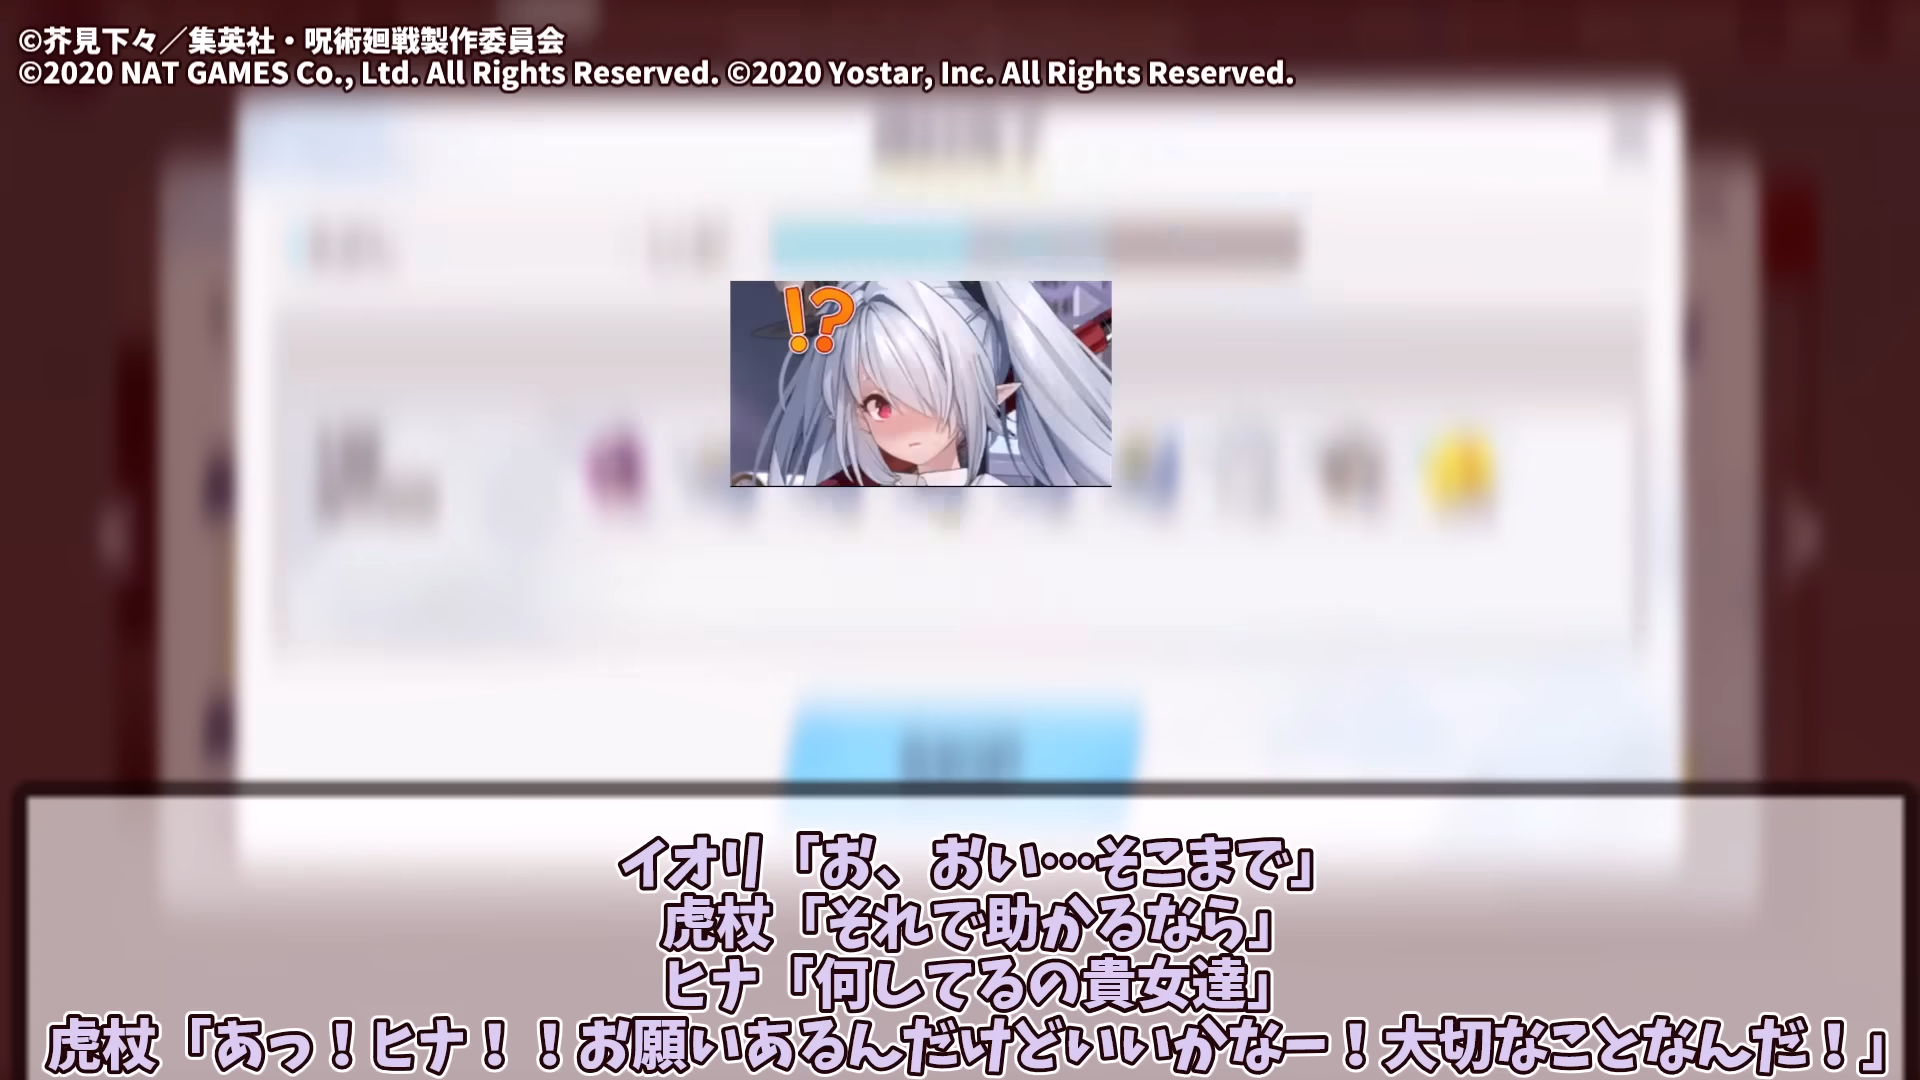 ©芥見下々／集英社・呪術廻戦製作委員会
©2020 NAT GAMES Co., Ltd. All Rights Reserved. ©2020 Yostar, Inc. All Rights Reserved.
!?
イオリ「お、おい…そこまで」
虎杖「それで助かるなら」
ヒナ「何してるの貴女達」
虎杖「あっ！ヒナ！！お願いあるんだけどいいかなー！大切なことなんだ！」